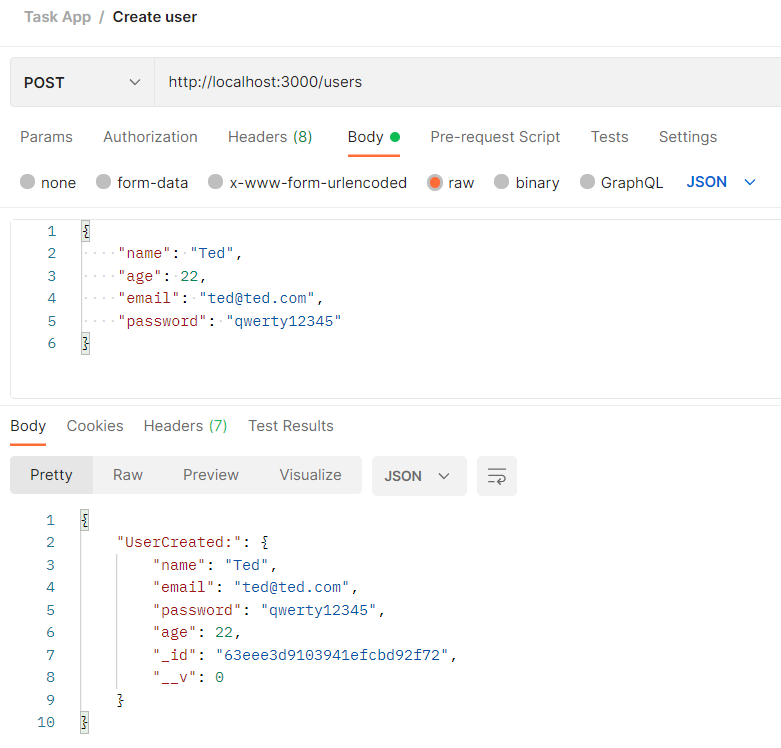 Task App / Create user
POST http://localhost:3000/users
Params Authorization Headers (8) Body Pre-request Script Tests Settings
none form-data x-www-form-urlencoded raw binary GraphQL JSON
1 {
2 "name": "Ted",
3 "age": 22,
4 "email": "ted@ted.com",
5 "password": "qwerty12345"
6 }
Body Cookies Headers (7) Test Results
Pretty Raw Preview Visualize JSON
1 {
2 "UserCreated:": {
3 "name": "Ted",
4 "email": "ted@ted.com",
5 "password": "qwerty12345",
6 "age": 22,
7 "_id": "63eee3d9103941efcbd92f72",
8 "__v": 0
9 }
10 }